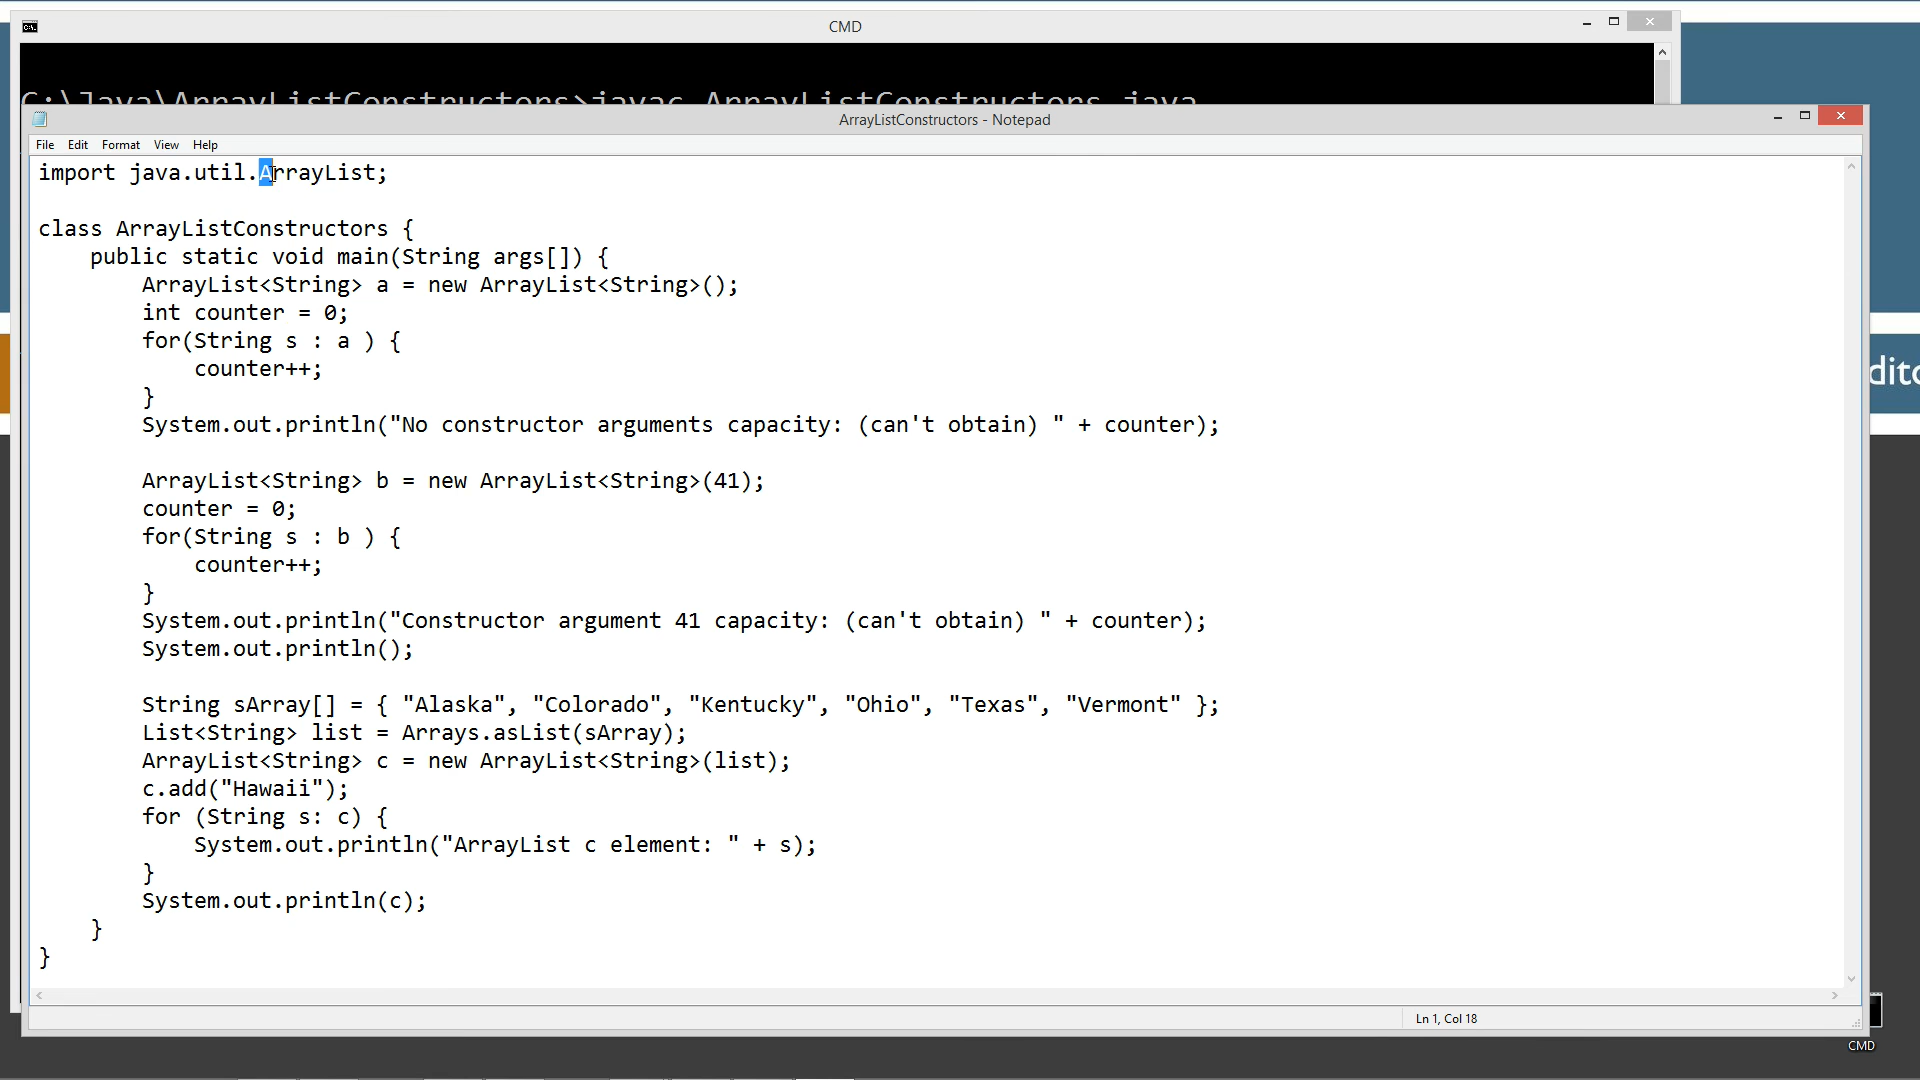 CMD
C:\Java\ArrayListConstructors>javac ArrayListConstructors.java
ArrayListConstructors - Notepad
File Edit Format View Help
import java.util.ArrayList;
class ArrayListConstructors {
public static void main(String args[]) {
ArrayList<String> a = new ArrayList<String>();
int counter = 0;
for(String s : a ) {
counter++;
}
System.out.println("No constructor arguments capacity: (can't obtain) " + counter);
ArrayList<String> b = new ArrayList<String>(41);
counter = 0;
for(String s : b ) {
counter++;
}
System.out.println("Constructor argument 41 capacity: (can't obtain) " + counter);
System.out.println();
String sArray[] = { "Alaska", "Colorado", "Kentucky", "Ohio", "Texas", "Vermont" };
List<String> list = Arrays.asList(sArray);
ArrayList<String> c = new ArrayList<String>(list);
c.add("Hawaii");
for (String s: c) {
System.out.println("ArrayList c element: " + s);
}
System.out.println(c);
}
}
Ln 1, Col 18
CMD